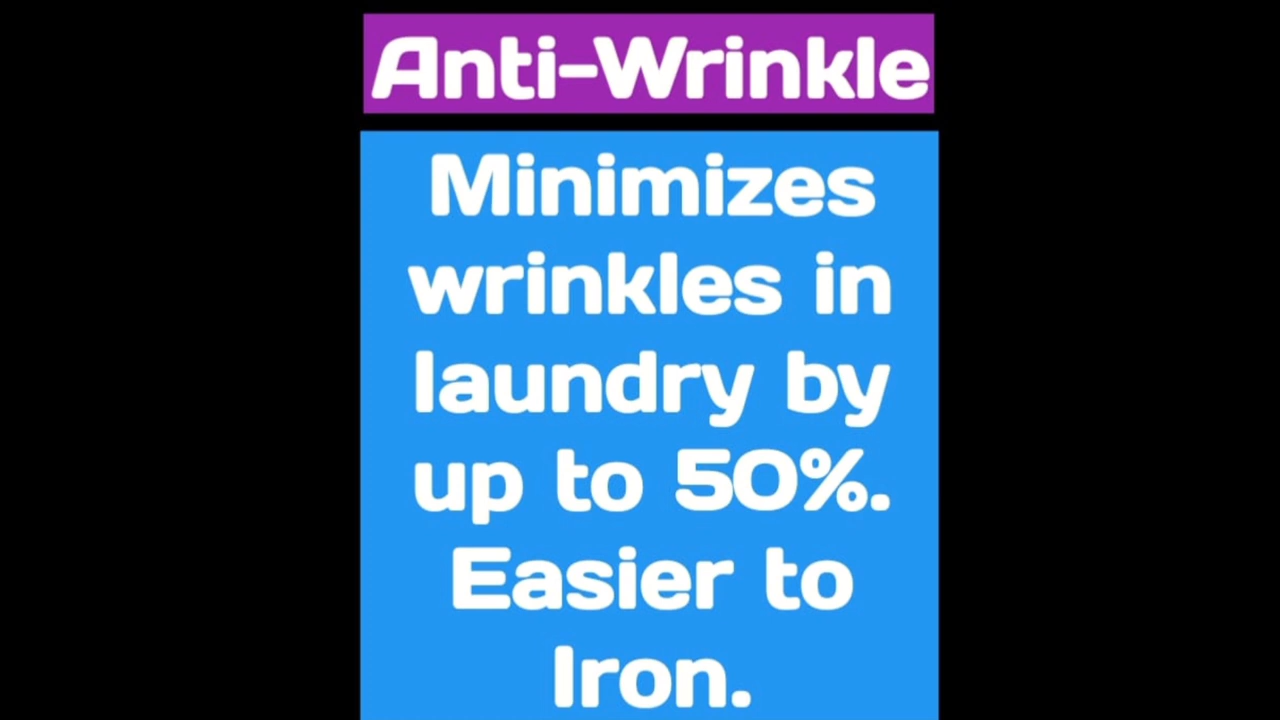 Anti-Wrinkle
Minimizes
wrinkles in
laundry by
up to 50%.
Easier to
Iron.